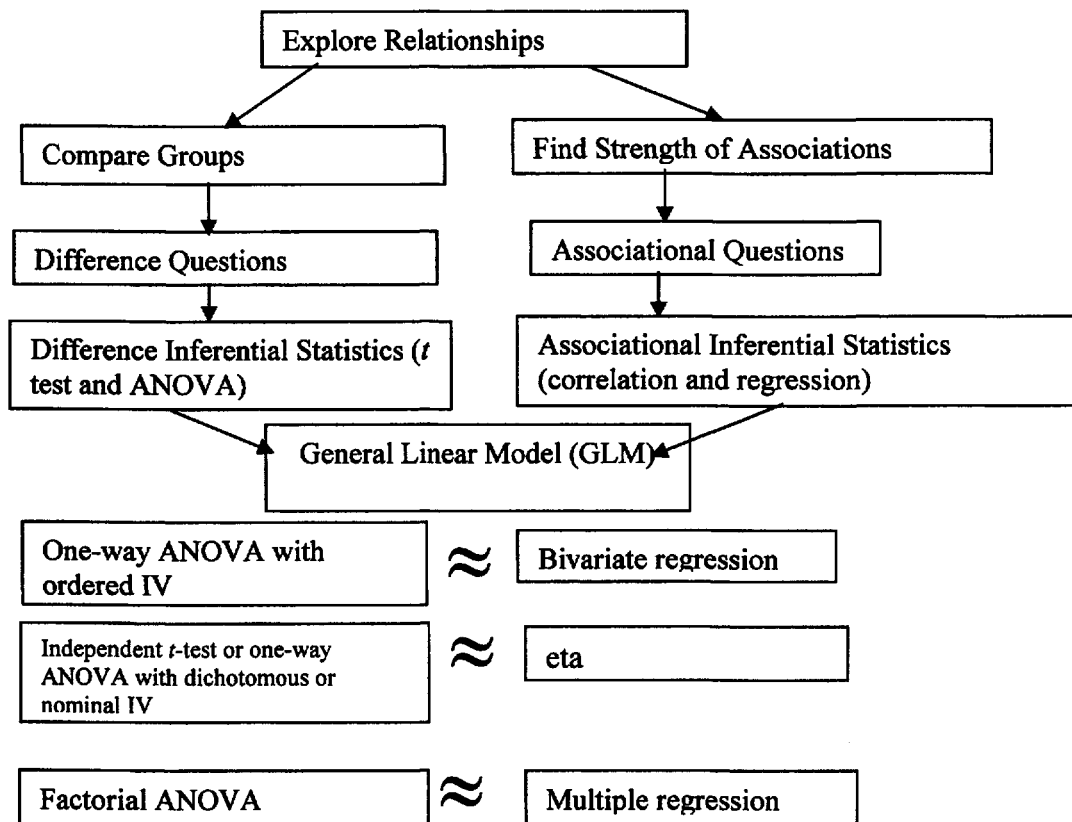 Explore Relationships
Compare Groups
Find Strength of Associations
Difference Questions
Associational Questions
Difference Inferential Statistics (t
test and ANOVA)
Associational Inferential Statistics
(correlation and regression)
General Linear Model (GLM)
One-way ANOVA with
ordered IV
≈
Bivariate regression
Independent t-test or one-way
ANOVA with dichotomous or
nominal IV
≈
eta
Factorial ANOVA
≈
Multiple regression